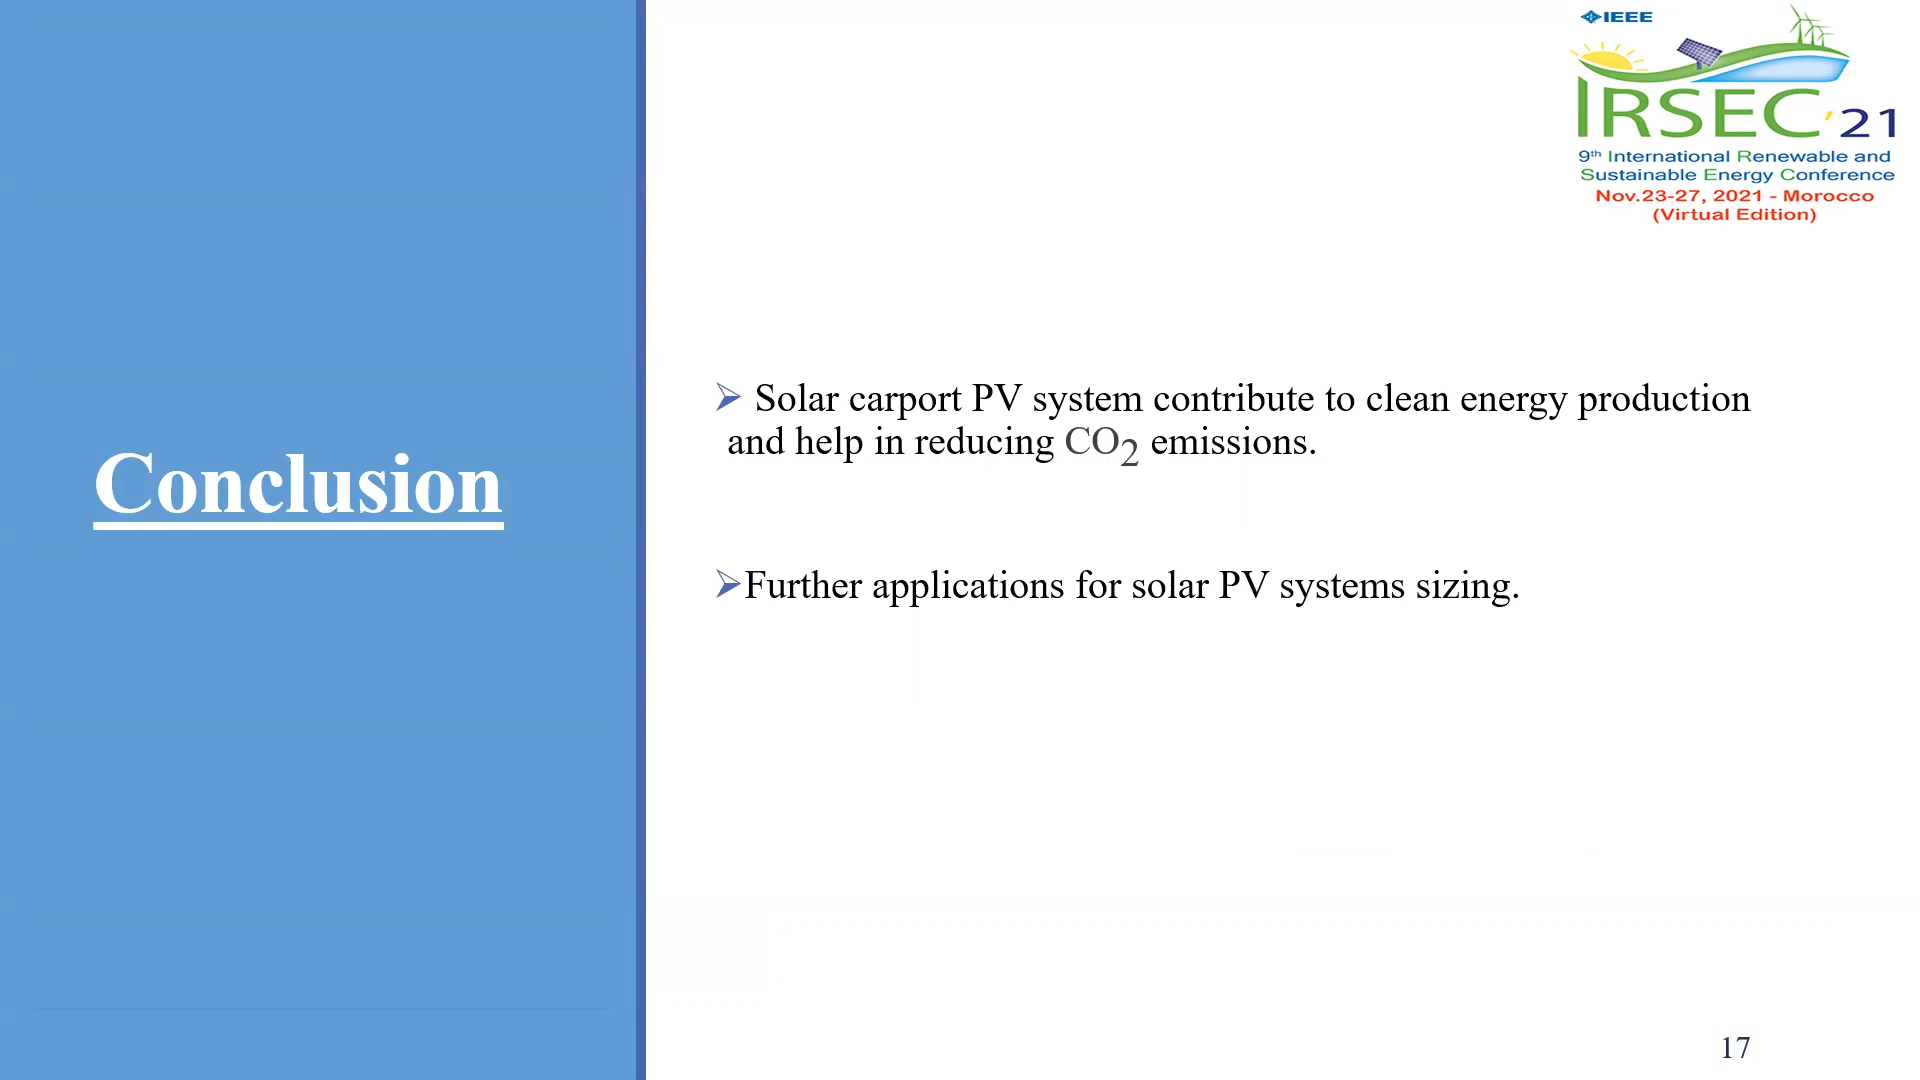 IEEE
IRSEC'21
9th International Renewable and
Sustainable Energy Conference
Nov.23-27, 2021 - Morocco
(Virtual Edition)
Conclusion
➢ Solar carport PV system contribute to clean energy production
and help in reducing CO2 emissions.
➢Further applications for solar PV systems sizing.
17